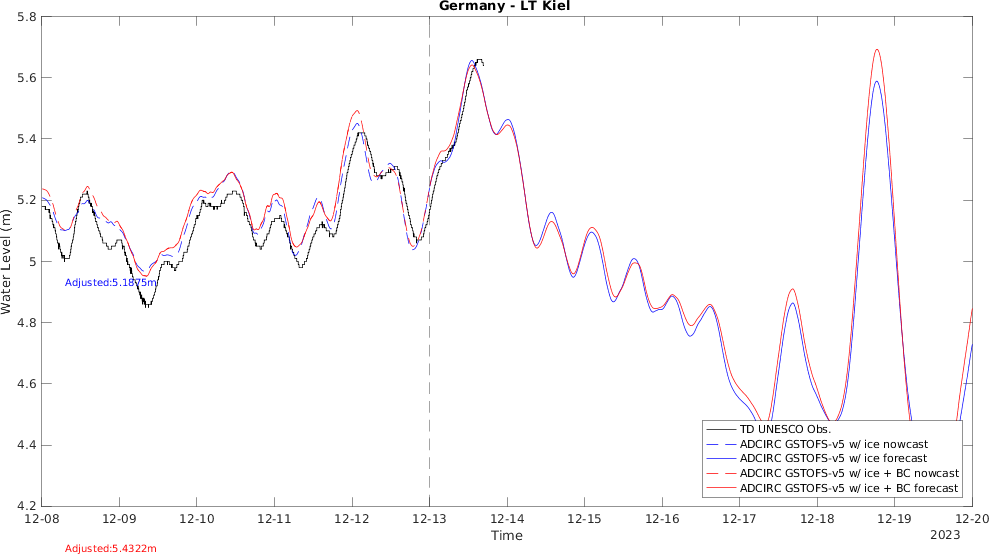 Germany - LT Kiel
5.8
5.6
5.4
5.2
5
4.8
4.6
4.4
4.2
Water Level (m)
Adjusted:5.1875m
TD UNESCO Obs.
ADCIRC GSTOFS-v5 w/ ice nowcast
ADCIRC GSTOFS-v5 w/ ice forecast
ADCIRC GSTOFS-v5 w/ ice + BC nowcast
ADCIRC GSTOFS-v5 w/ ice + BC forecast
12-08 12-09 12-10 12-11 12-12 12-13 12-14 12-15 12-16 12-17 12-18 12-19 12-20
Time
2023
Adjusted:5.4322m